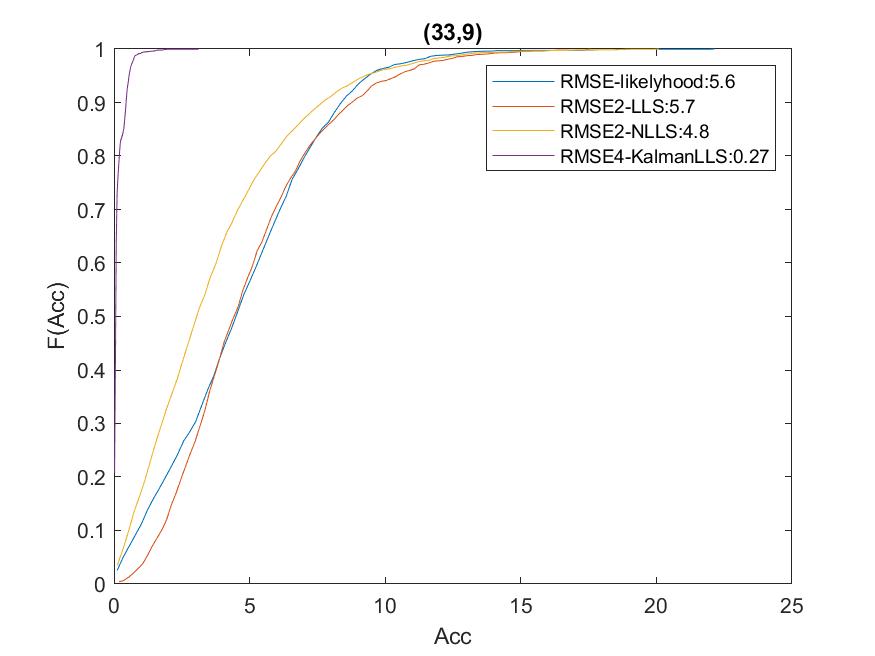 (33,9)
1
0.9
0.8
0.7
0.6
0.5
0.4
0.3
0.2
0.1
0
F(Acc)
RMSE-likelyhood:5.6
RMSE2-LLS:5.7
RMSE2-NLLS:4.8
RMSE4-KalmanLLS:0.27
0 5 10 15 20 25
Acc